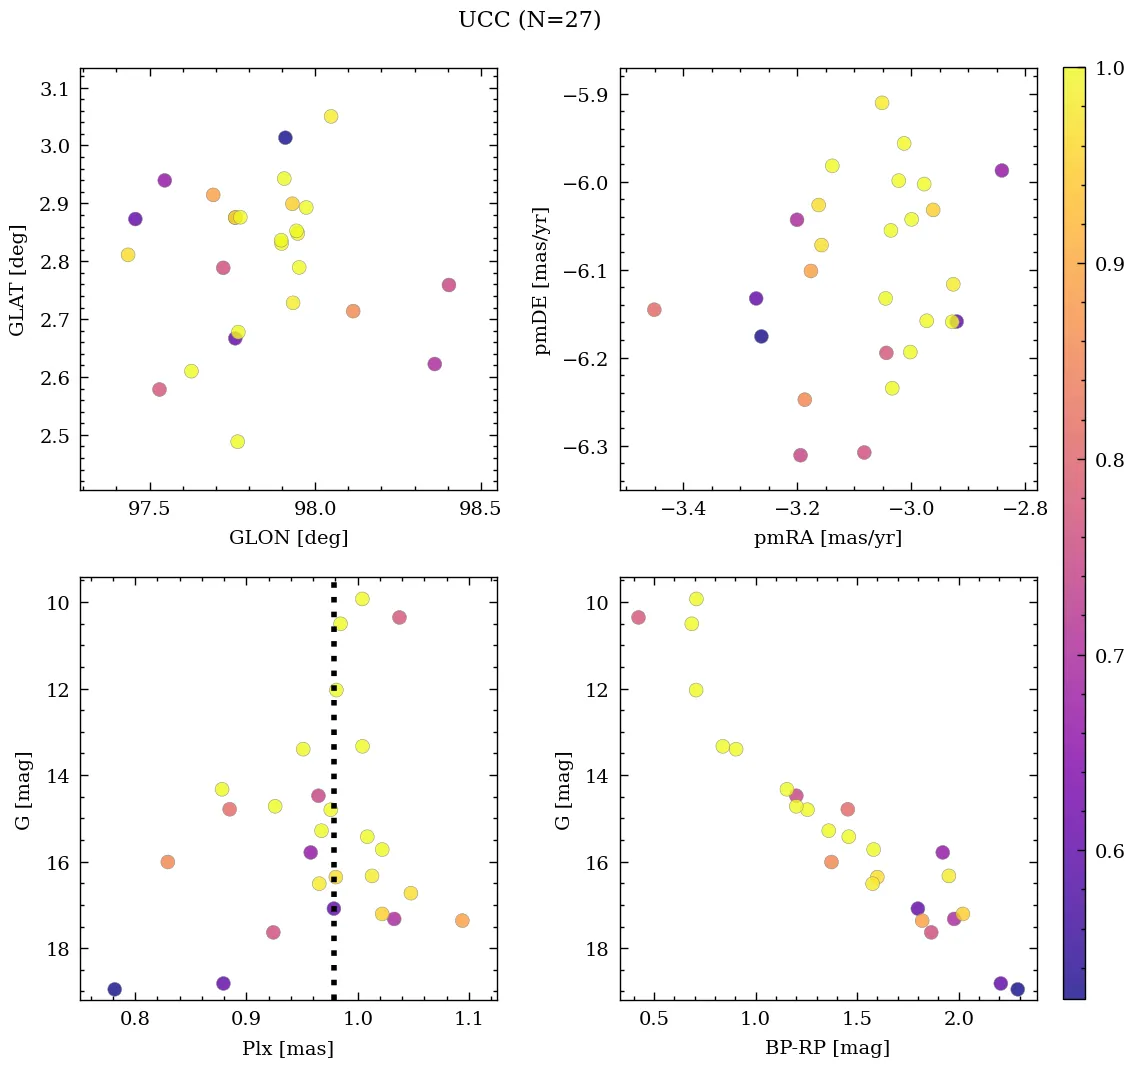 UCC (N=27)
3.1
3.0
2.9
2.8
2.7
2.6
2.5
GLAT [deg]
97.5 98.0 98.5
GLON [deg]
−5.9
−6.0
−6.1
−6.2
−6.3
pmDE [mas/yr]
−3.4 −3.2 −3.0 −2.8
pmRA [mas/yr]
1.0
0.9
0.8
0.7
0.6
10
12
14
16
18
G [mag]
0.8 0.9 1.0 1.1
Plx [mas]
10
12
14
16
18
G [mag]
0.5 1.0 1.5 2.0
BP-RP [mag]